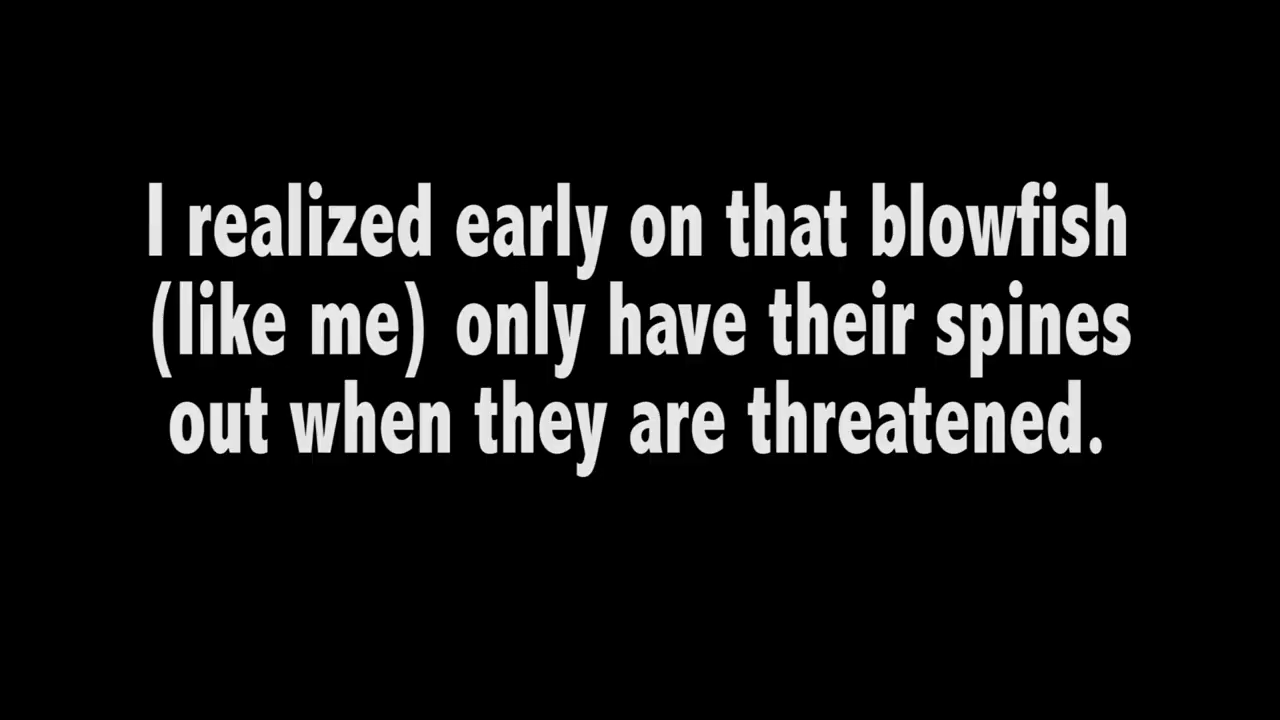 I realized early on that blowfish
(like me) only have their spines
out when they are threatened.